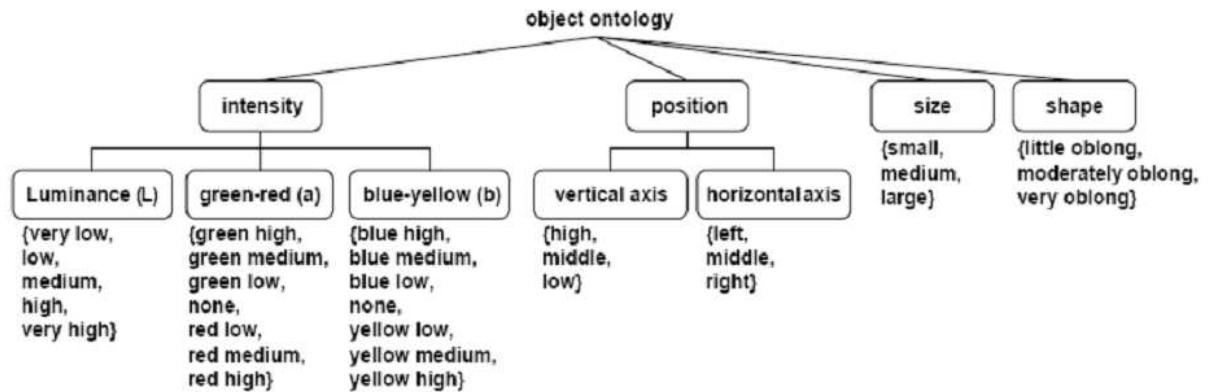 object ontology
intensity
position
size
shape
{small,
medium,
large}
{little oblong,
moderately oblong,
very oblong}
Luminance (L)
green-red (a)
blue-yellow (b)
vertical axis
horizontal axis
{very low,
low,
medium,
high,
very high}
{green high,
green medium,
green low,
none,
red low,
red medium,
red high}
{blue high,
blue medium,
blue low,
none,
yellow low,
yellow medium,
yellow high}
{high,
middle,
low}
{left,
middle,
right}